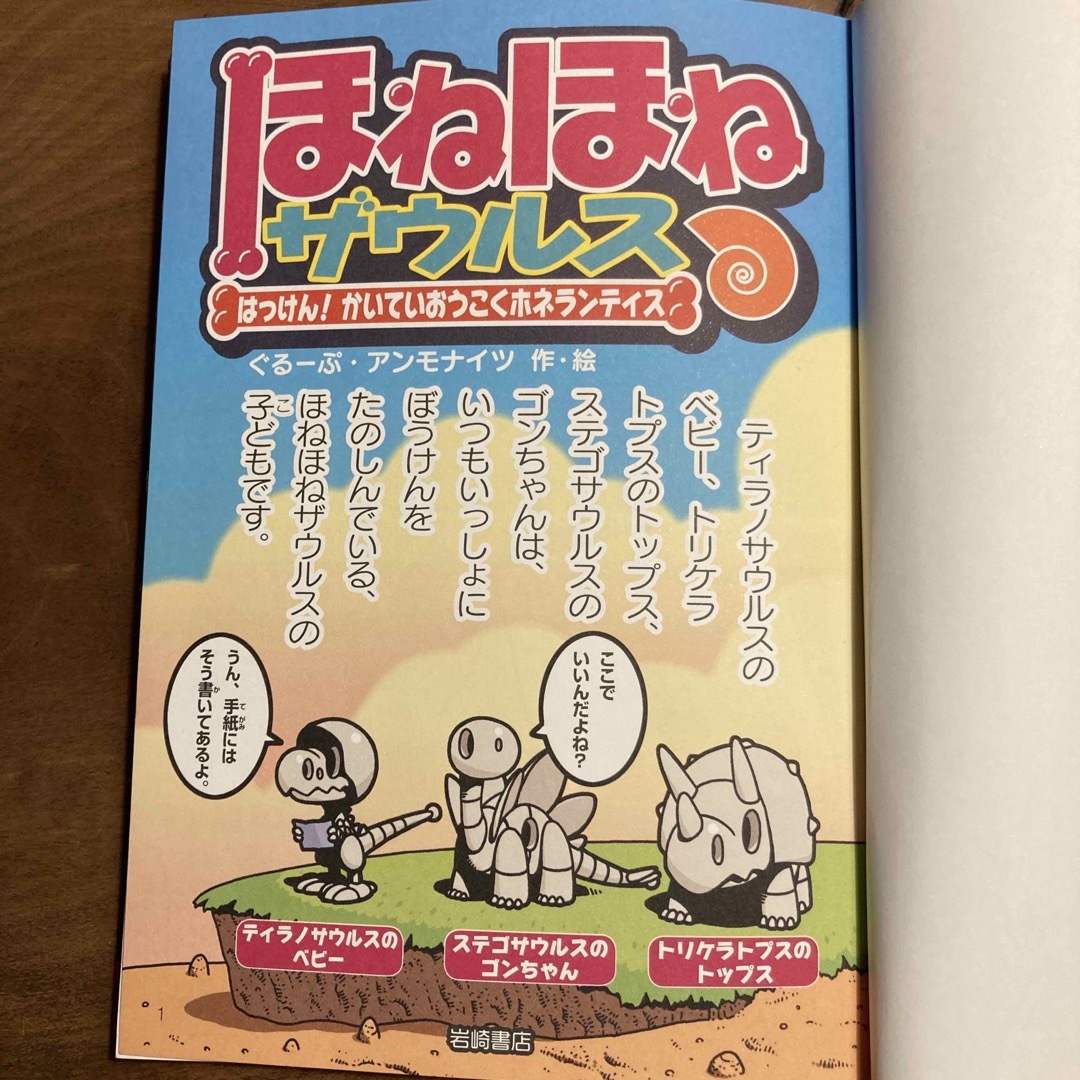 ほねほね
ザウルス
はっけん！かいていおうこくホネランティス
ぐるーぷ・アンモナイツ 作・絵
ティラノサウルスの
ベビー、トリケラ
トプスのトップス、
ステゴサウルスの
ゴンちゃんは、
いつもいっしょに
ぼうけんを
たのしんでいる、
ほねほねザウルスの
子どもです。
こ
ここで
いいんだよね？
うん、手紙には
てがみ
そう書いてあるよ。
か
ティラノサウルスの
ベビー
ステゴサウルスの
ゴンちゃん
トリケラトプスの
トップス
1
岩崎書店